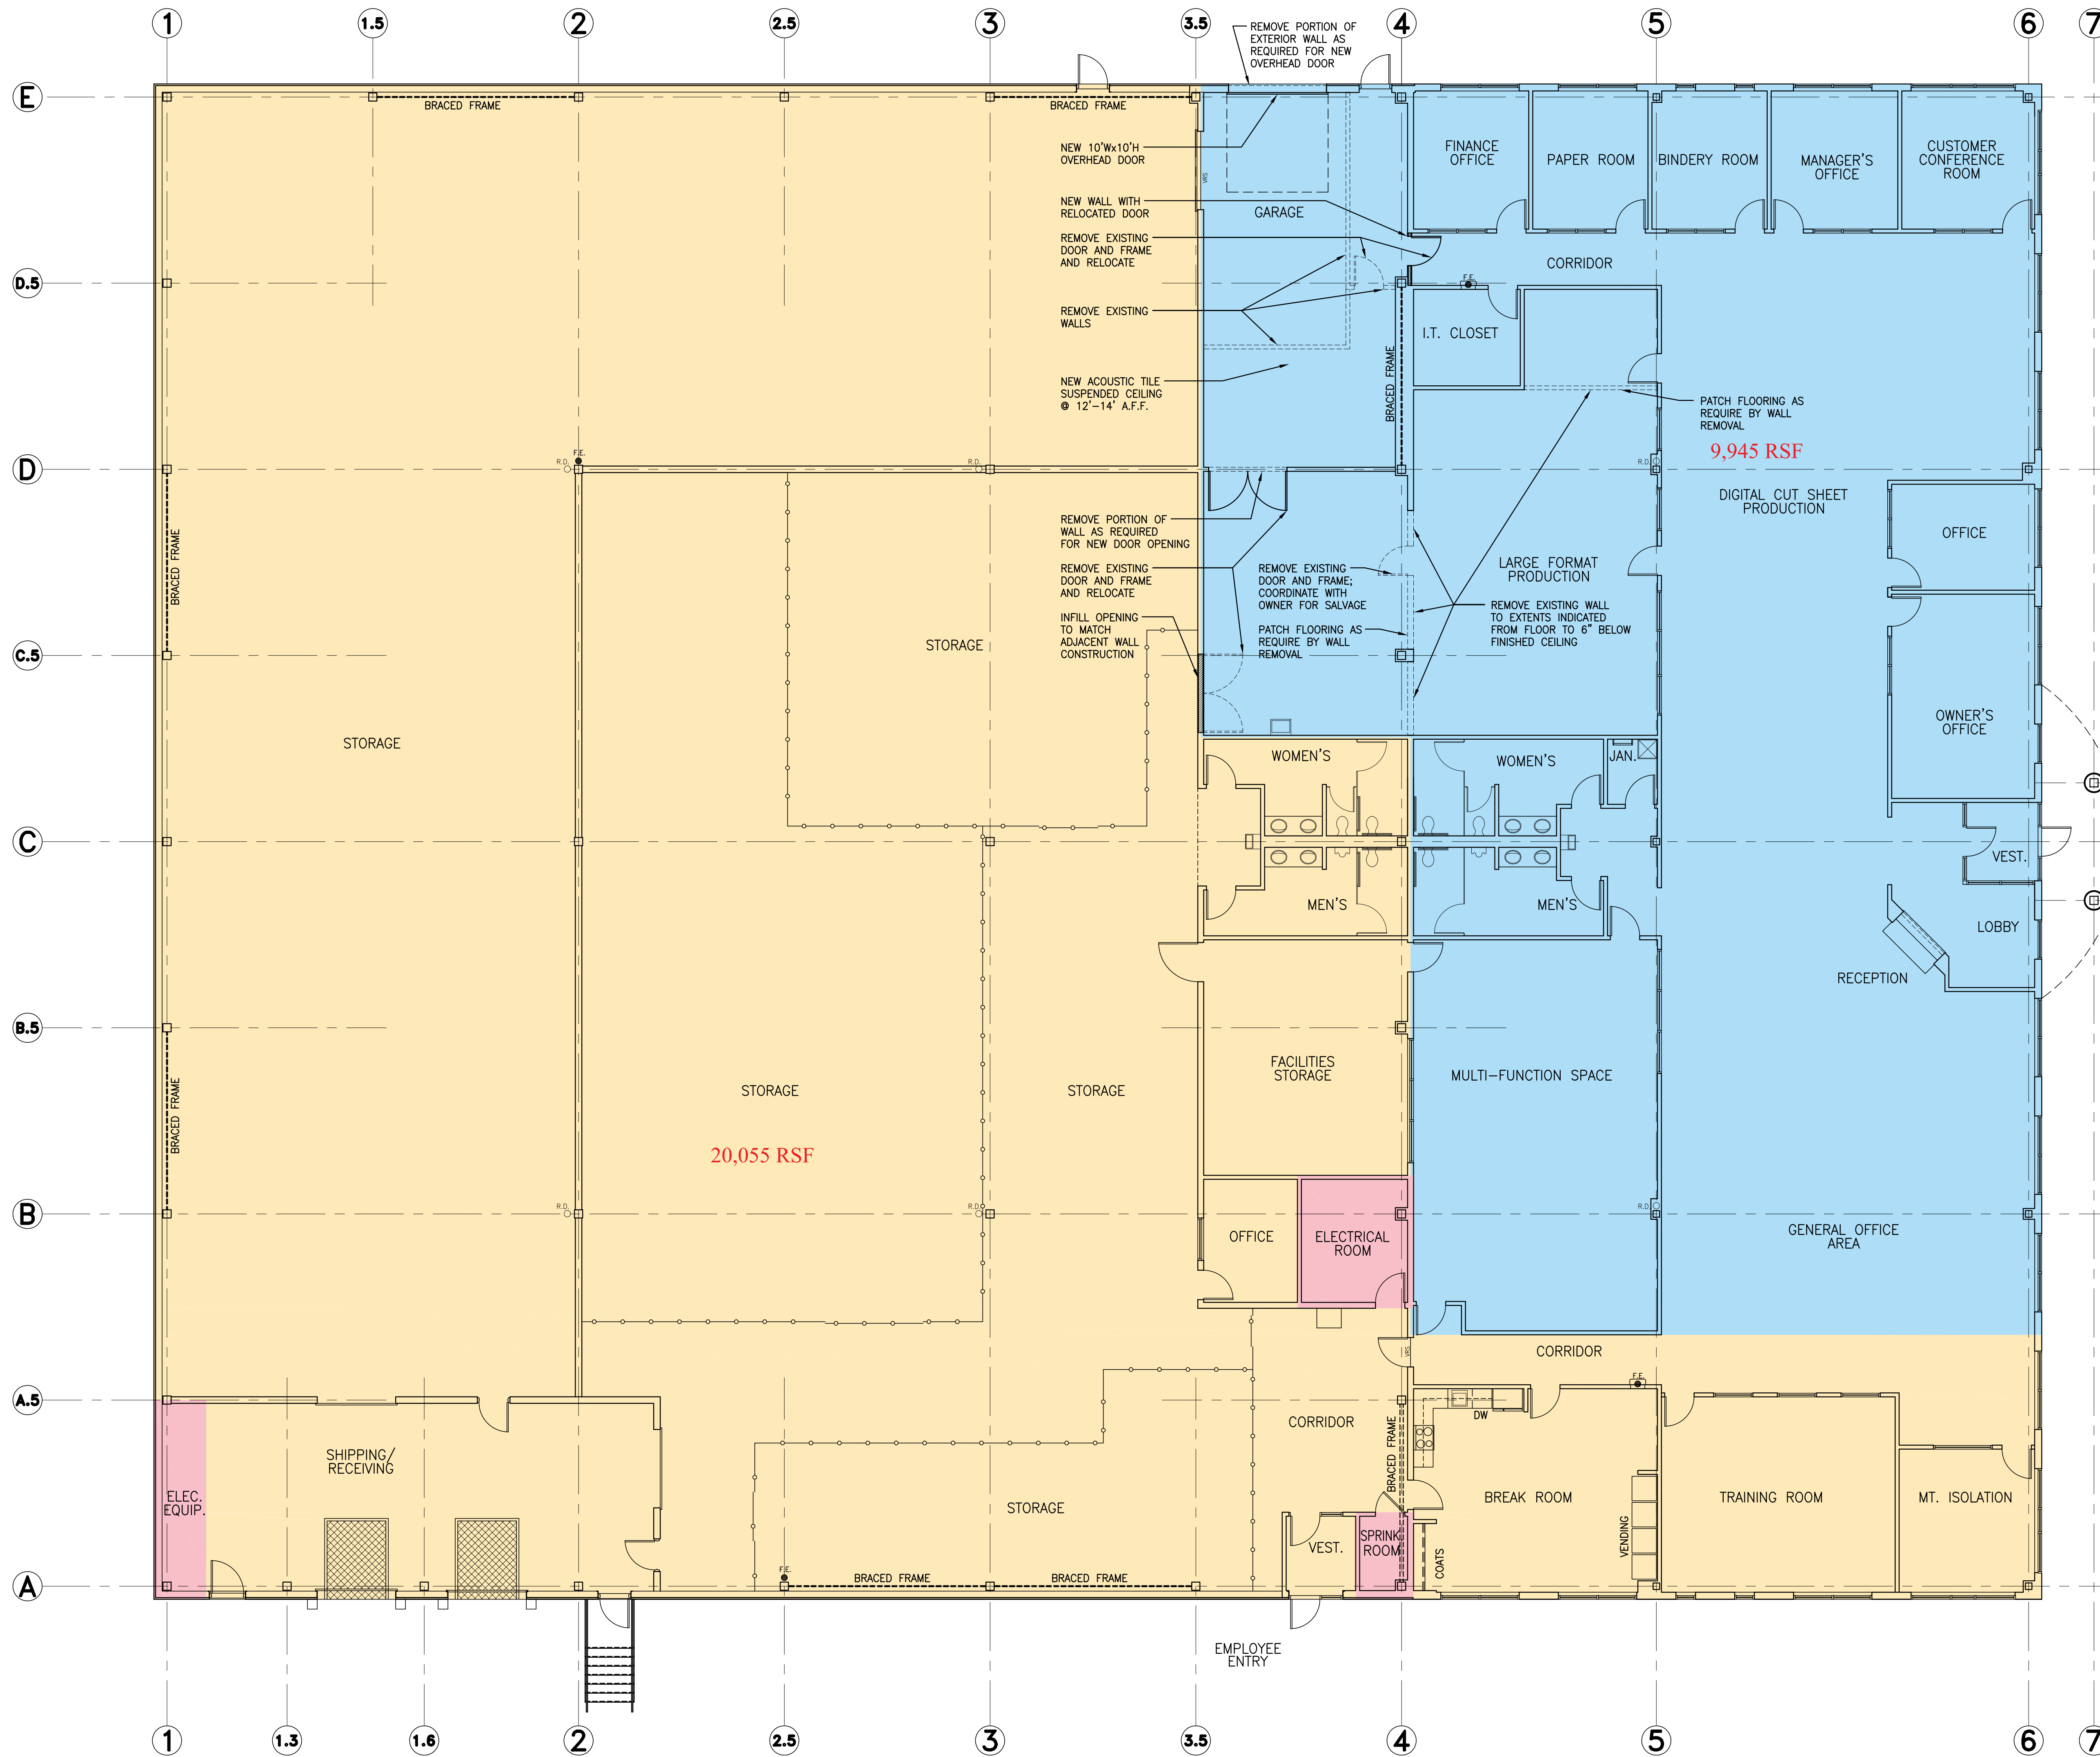 1
1.5
2
2.5
3
3.5
4
5
6
7
REMOVE PORTION OF
EXTERIOR WALL AS
REQUIRED FOR NEW
OVERHEAD DOOR
E
BRACED FRAME
BRACED FRAME
NEW 10'Wx10'H
OVERHEAD DOOR
VRS
FINANCE
OFFICE
PAPER ROOM
BINDERY ROOM
MANAGER'S
OFFICE
CUSTOMER
CONFERENCE
ROOM
NEW WALL WITH
RELOCATED DOOR
GARAGE
REMOVE EXISTING
DOOR AND FRAME
AND RELOCATE
CORRIDOR
F.E.
D.5
REMOVE EXISTING
WALLS
I.T. CLOSET
BRACED FRAME
NEW ACOUSTIC TILE
SUSPENDED CEILING
@ 12'-14' A.F.F.
PATCH FLOORING AS
REQUIRE BY WALL
REMOVAL
9,945 RSF
D
R.D.
F.E.
R.D.
R.D.
DIGITAL CUT SHEET
PRODUCTION
BRACED FRAME
REMOVE PORTION OF
WALL AS REQUIRED
FOR NEW DOOR OPENING
OFFICE
REMOVE EXISTING
DOOR AND FRAME
AND RELOCATE
REMOVE EXISTING
DOOR AND FRAME;
COORDINATE WITH
OWNER FOR SALVAGE
LARGE FORMAT
PRODUCTION
REMOVE EXISTING WALL
TO EXTENTS INDICATED
FROM FLOOR TO 6" BELOW
FINISHED CEILING
INFILL OPENING
TO MATCH
ADJACENT WALL
CONSTRUCTION
PATCH FLOORING AS
REQUIRE BY WALL
REMOVAL
C.5
STORAGE
STORAGE
OWNER'S
OFFICE
WOMEN'S
WOMEN'S
JAN.
C
VEST.
MEN'S
MEN'S
LOBBY
RECEPTION
B.5
BRACED FRAME
STORAGE
STORAGE
FACILITIES
STORAGE
MULTI-FUNCTION SPACE
20,055 RSF
B
R.D.
R.D.
R.D.
OFFICE
ELECTRICAL
ROOM
GENERAL OFFICE
AREA
VRS
CORRIDOR
F.E.
A.5
DW
CORRIDOR
BRACED FRAME
SHIPPING/
RECEIVING
ELEC.
EQUIP.
STORAGE
BREAK ROOM
TRAINING ROOM
MT. ISOLATION
VEST.
SPRINK
ROOM
COATS
VENDING
A
F.E.
BRACED FRAME
BRACED FRAME
EMPLOYEE
ENTRY
1
1.3
1.6
2
2.5
3
3.5
4
5
6
7